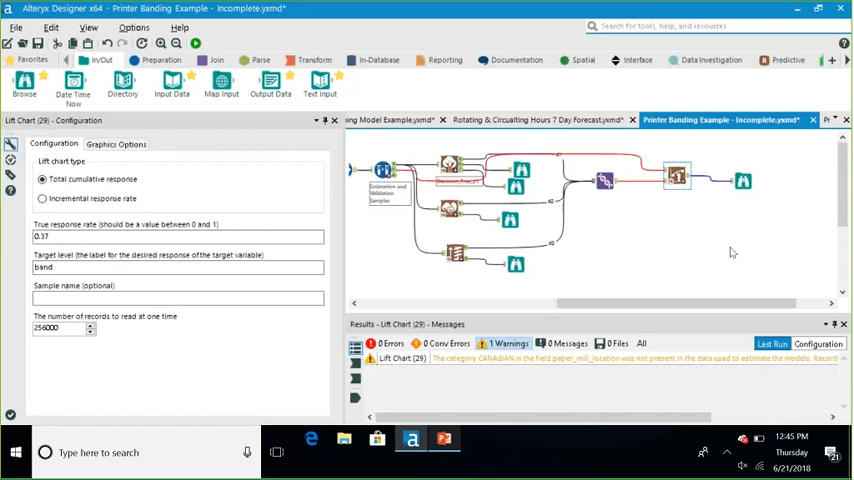 Alteryx Designer x64 - Printer Banding Example - Incomplete.yxmd*
File Edit View Options Help
Search for tools, help, and resources
Favorites In/Out Preparation Join Parse Transform In-Database Reporting Documentation Spatial Interface Data Investigation Predictive
Browse Date Time Now Directory Input Data Map Input Output Data Text Input
Lift Chart (29) - Configuration
ing Model Example.yxmd* Rotating & Circualting Hours 7 Day Forecast.yxmd* Printer Banding Example - Incomplete.yxmd*
Configuration Graphics Options
Lift chart type
Total cumulative response
Incremental response rate
True response rate (should be a value between 0 and 1)
0.37
Target level (the label for the desired response of the target variable)
band
Sample name (optional)
The number of records to read at one time
256000
Estimation and
Validation
Samples
#1
#2
#3
Results - Lift Chart (29) - Messages
0 Errors 0 Conv Errors 1 Warnings 0 Messages 0 Files All Last Run Configuration
Lift Chart (29) The category CANAdIAN in the field paper_mill_location was not present in the data used to estimate the models. Record
Type here to search
12:45 PM
Thursday
6/21/2018
21